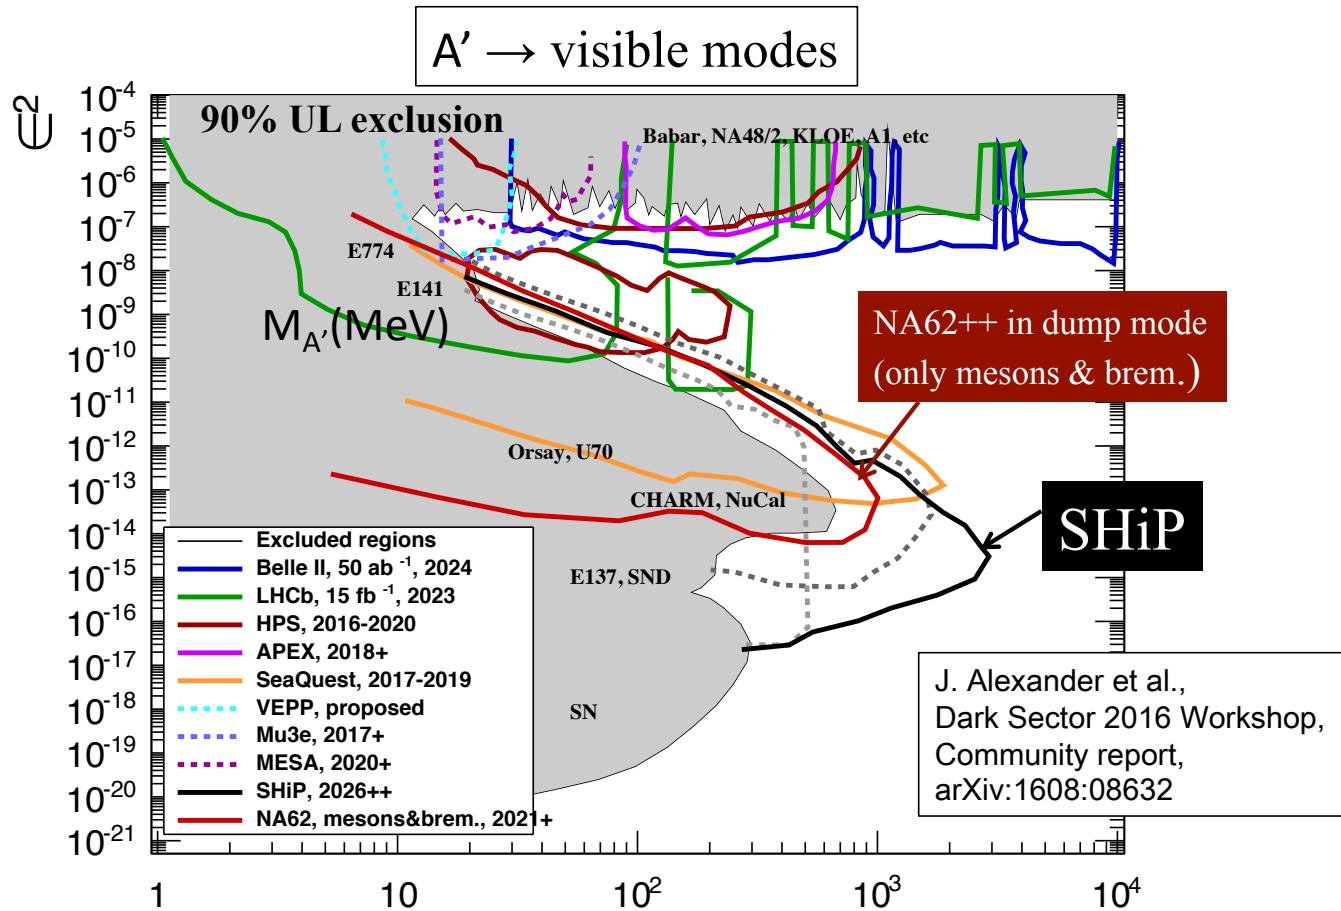 A′ → visible modes
∈²
10⁻⁴
10⁻⁵
10⁻⁶
10⁻⁷
10⁻⁸
10⁻⁹
10⁻¹⁰
10⁻¹¹
10⁻¹²
10⁻¹³
10⁻¹⁴
10⁻¹⁵
10⁻¹⁶
10⁻¹⁷
10⁻¹⁸
10⁻¹⁹
10⁻²⁰
10⁻²¹
90% UL exclusion
Babar, NA48/2, KLOE, A1, etc
E774
E141
M_A′(MeV)
NA62++ in dump mode
(only mesons & brem.)
Orsay, U70
CHARM, NuCal
SHiP
E137, SND
SN
Excluded regions
Belle II, 50 ab ⁻¹, 2024
LHCb, 15 fb ⁻¹, 2023
HPS, 2016-2020
APEX, 2018+
SeaQuest, 2017-2019
VEPP, proposed
Mu3e, 2017+
MESA, 2020+
SHiP, 2026++
NA62, mesons&brem., 2021+
J. Alexander et al.,
Dark Sector 2016 Workshop,
Community report,
arXiv:1608:08632
1 10 10² 10³ 10⁴